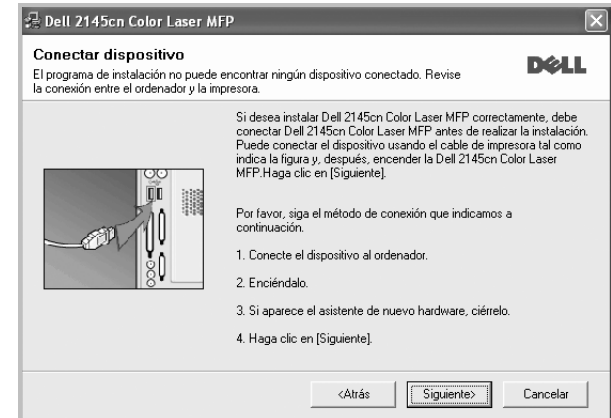 Dell 2145cn Color Laser MFP
Conectar dispositivo
El programa de instalación no puede encontrar ningún dispositivo conectado. Revise
la conexión entre el ordenador y la impresora.
DELL
Si desea instalar Dell 2145cn Color Laser MFP correctamente, debe
conectar Dell 2145cn Color Laser MFP antes de realizar la instalación.
Puede conectar el dispositivo usando el cable de impresora tal como
indica la figura y, después, encender la Dell 2145cn Color Laser
MFP.Haga clic en [Siguiente].
Por favor, siga el método de conexión que indicamos a
continuación.
1. Conecte el dispositivo al ordenador.
2. Enciéndalo.
3. Si aparece el asistente de nuevo hardware, ciérrelo.
4. Haga clic en [Siguiente].
<Atrás
Siguiente>
Cancelar